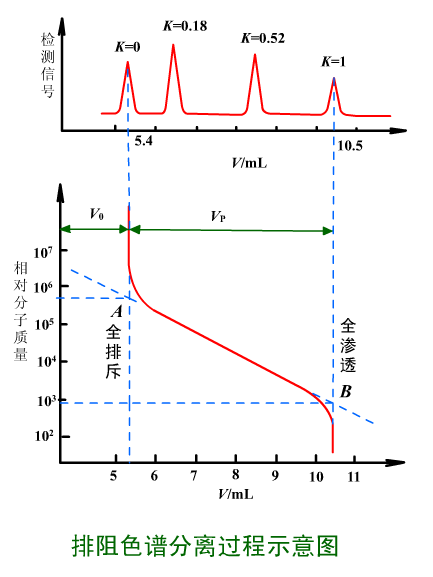 检测信号
K=0
K=0.18
K=0.52
K=1
5.4
10.5
V/mL
V₀
Vₚ
相对分子质量
10⁷
10⁶
10⁵
10⁴
10³
10²
A
全排斥
全渗透
B
5 6 7 8 9 10 11
V/mL
排阻色谱分离过程示意图